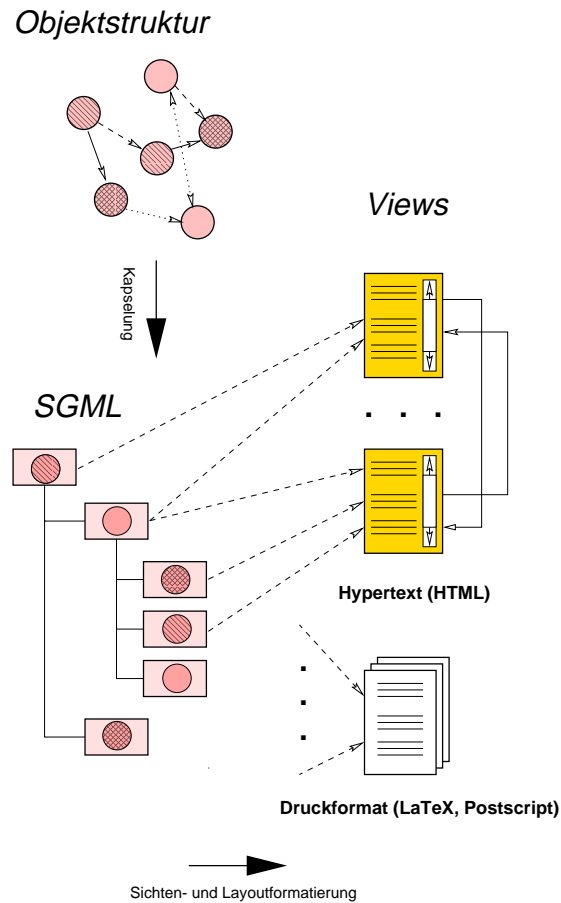 Objektstruktur
Views
Kapselung
SGML
Hypertext (HTML)
Druckformat (LaTeX, Postscript)
Sichten- und Layoutformatierung